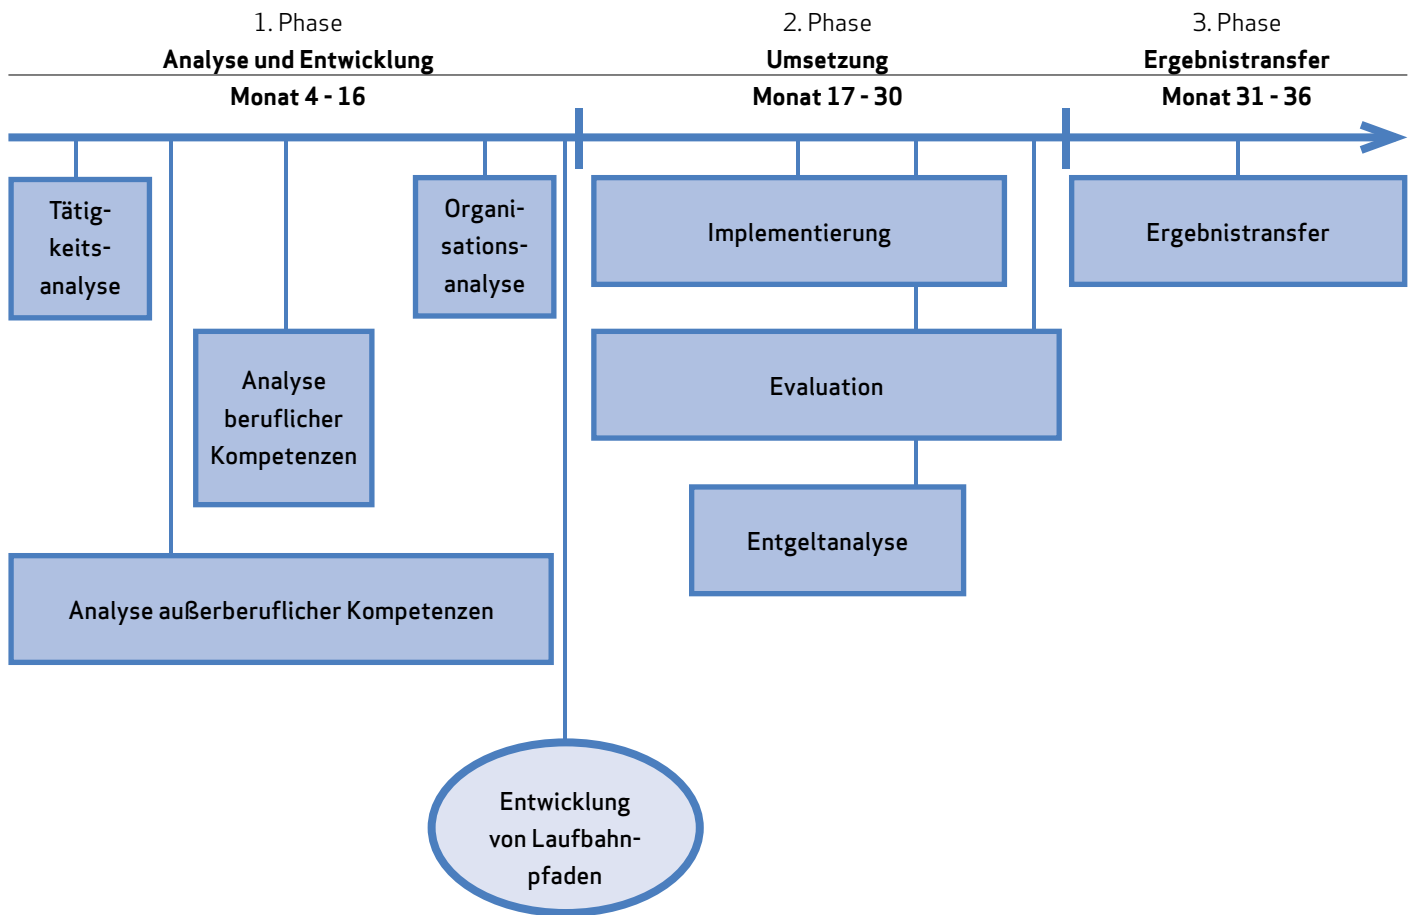 1. Phase
Analyse und Entwicklung
Monat 4 - 16
2. Phase
Umsetzung
Monat 17 - 30
3. Phase
Ergebnistransfer
Monat 31 - 36
Tätig-
keits-
analyse
Organi-
sations-
analyse
Implementierung
Ergebnistransfer
Analyse
beruflicher
Kompetenzen
Evaluation
Entgeltanalyse
Analyse außerberuflicher Kompetenzen
Entwicklung
von Laufbahn-
pfaden